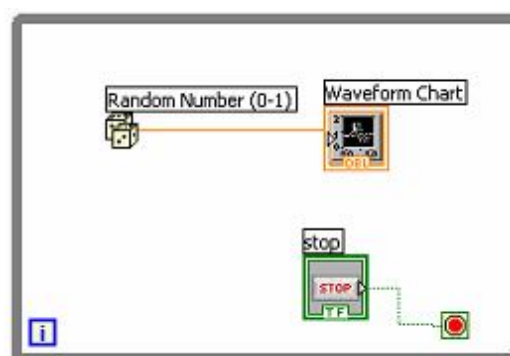 Random Number (0-1)
Waveform Chart
DBL
stop
STOP
TF
i